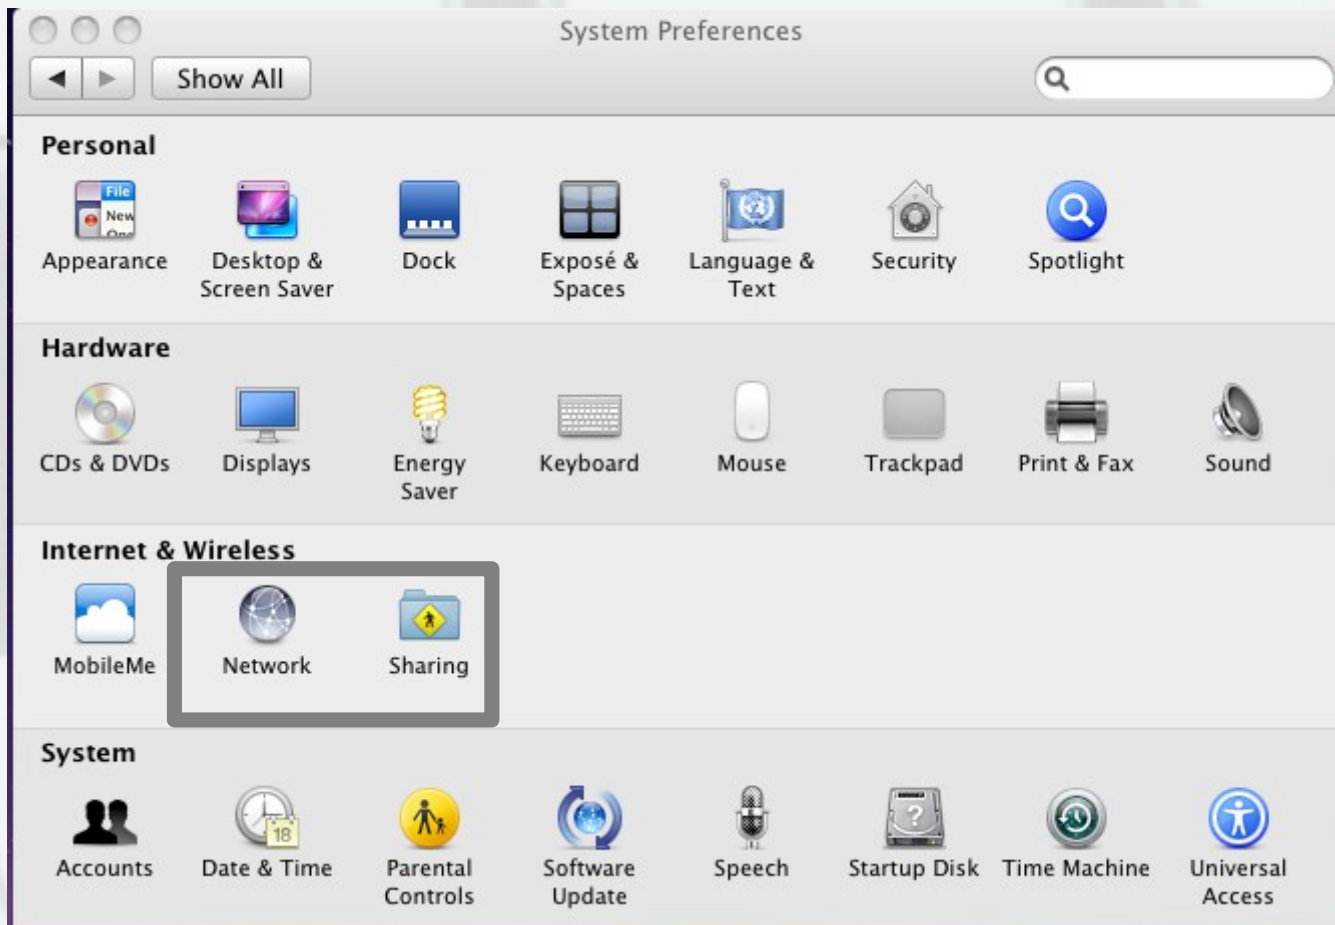 System Preferences
Show All
Personal
File
New
Appearance
Desktop &
Screen Saver
Dock
Exposé &
Spaces
Language &
Text
Security
Spotlight
Hardware
CDs & DVDs
Displays
Energy
Saver
Keyboard
Mouse
Trackpad
Print & Fax
Sound
Internet & Wireless
MobileMe
Network
Sharing
System
18
?
Accounts
Date & Time
Parental
Controls
Software
Update
Speech
Startup Disk
Time Machine
Universal
Access